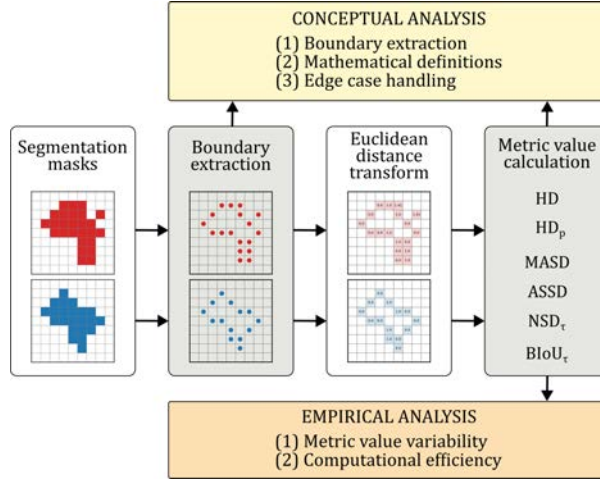 CONCEPTUAL ANALYSIS
(1) Boundary extraction
(2) Mathematical definitions
(3) Edge case handling
Segmentation
masks
Boundary
extraction
Euclidean
distance
transform
Metric value
calculation
HD
HDp
MASD
ASSD
NSDτ
BIoUτ
EMPIRICAL ANALYSIS
(1) Metric value variability
(2) Computational efficiency